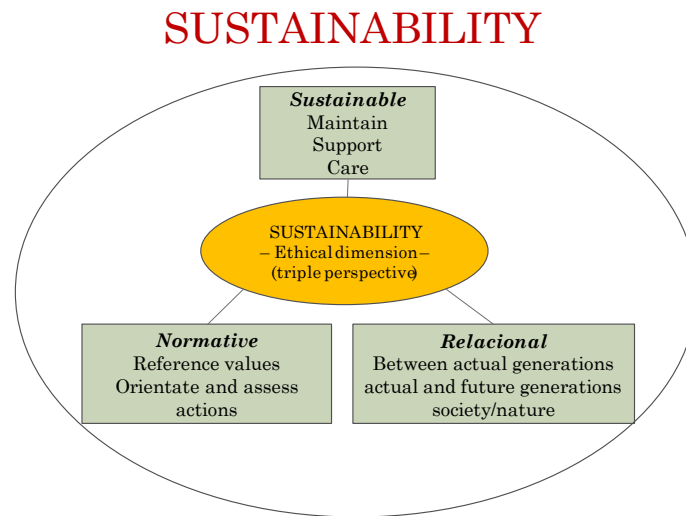 SUSTAINABILITY
Sustainable
Maintain
Support
Care
SUSTAINABILITY
– Ethical dimension –
(triple perspective)
Normative
Reference values
Orientate and assess
actions
Relacional
Between actual generations
actual and future generations
society/nature